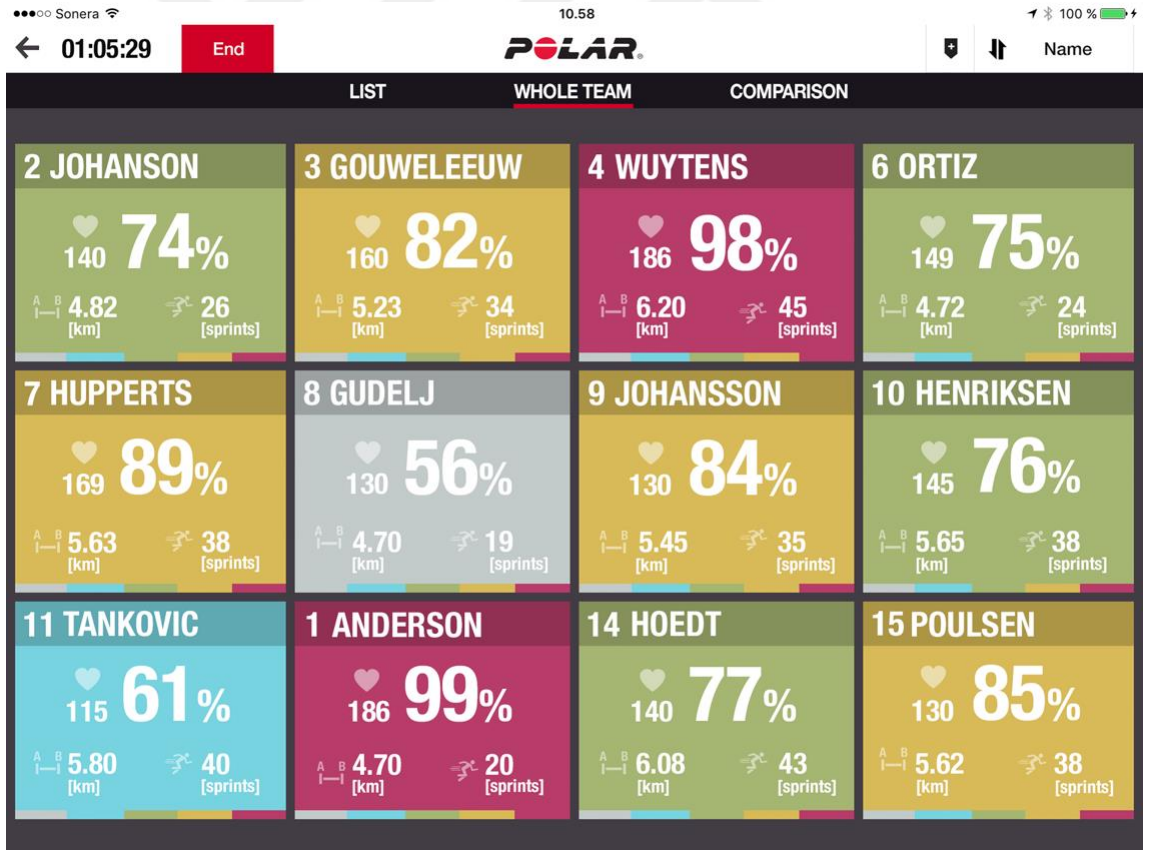 ●●●○○ Sonera 10.58 100 %
01:05:29 End POLAR® Name
LIST WHOLE TEAM COMPARISON
2 JOHANSON
140 74%
A B 4.82 [km] 26 [sprints]
3 GOUWELEEUW
160 82%
A B 5.23 [km] 34 [sprints]
4 WUYTENS
186 98%
A B 6.20 [km] 45 [sprints]
6 ORTIZ
149 75%
A B 4.72 [km] 24 [sprints]
7 HUPPERTS
169 89%
A B 5.63 [km] 38 [sprints]
8 GUDELJ
130 56%
A B 4.70 [km] 19 [sprints]
9 JOHANSSON
130 84%
A B 5.45 [km] 35 [sprints]
10 HENRIKSEN
145 76%
A B 5.65 [km] 38 [sprints]
11 TANKOVIC
115 61%
A B 5.80 [km] 40 [sprints]
1 ANDERSON
186 99%
A B 4.70 [km] 20 [sprints]
14 HOEDT
140 77%
A B 6.08 [km] 43 [sprints]
15 POULSEN
130 85%
A B 5.62 [km] 38 [sprints]